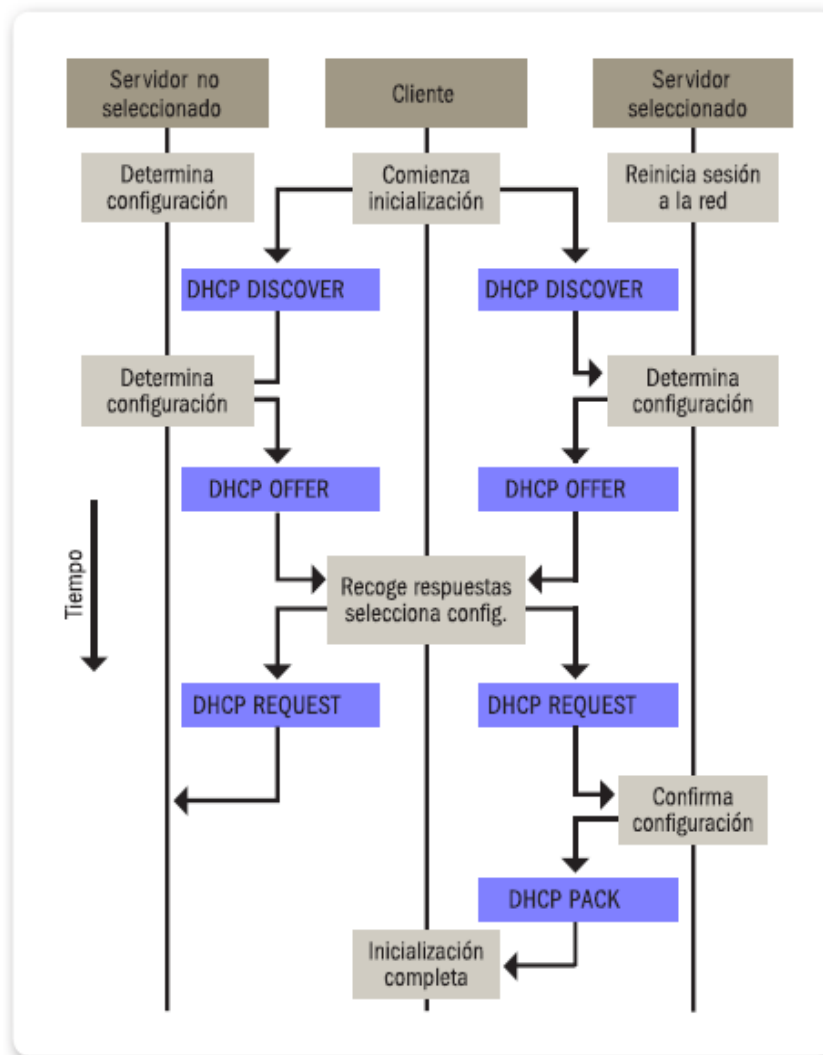 Servidor no
seleccionado
Cliente
Servidor
seleccionado
Determina
configuración
Comienza
inicialización
Reinicia sesión
a la red
DHCP DISCOVER
DHCP DISCOVER
Determina
configuración
Determina
configuración
DHCP OFFER
DHCP OFFER
Tiempo
Recoge respuestas
selecciona config.
DHCP REQUEST
DHCP REQUEST
Confirma
configuración
DHCP PACK
Inicialización
completa